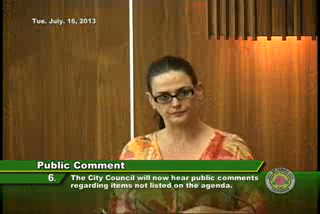 Tue. July. 16, 2013
Public Comment
6. The City Council will now hear public comments
regarding items not listed on the agenda.